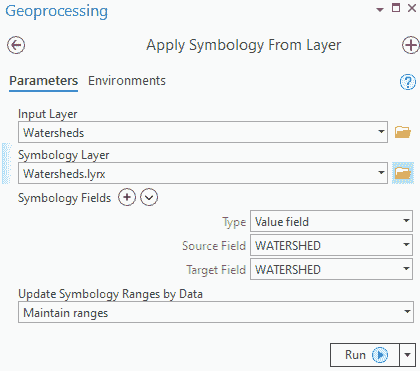 Geoprocessing
Apply Symbology From Layer
Parameters Environments
?
Input Layer
Watersheds
Symbology Layer
Watersheds.lyrx
Symbology Fields
Type Value field
Source Field WATERSHED
Target Field WATERSHED
Update Symbology Ranges by Data
Maintain ranges
Run